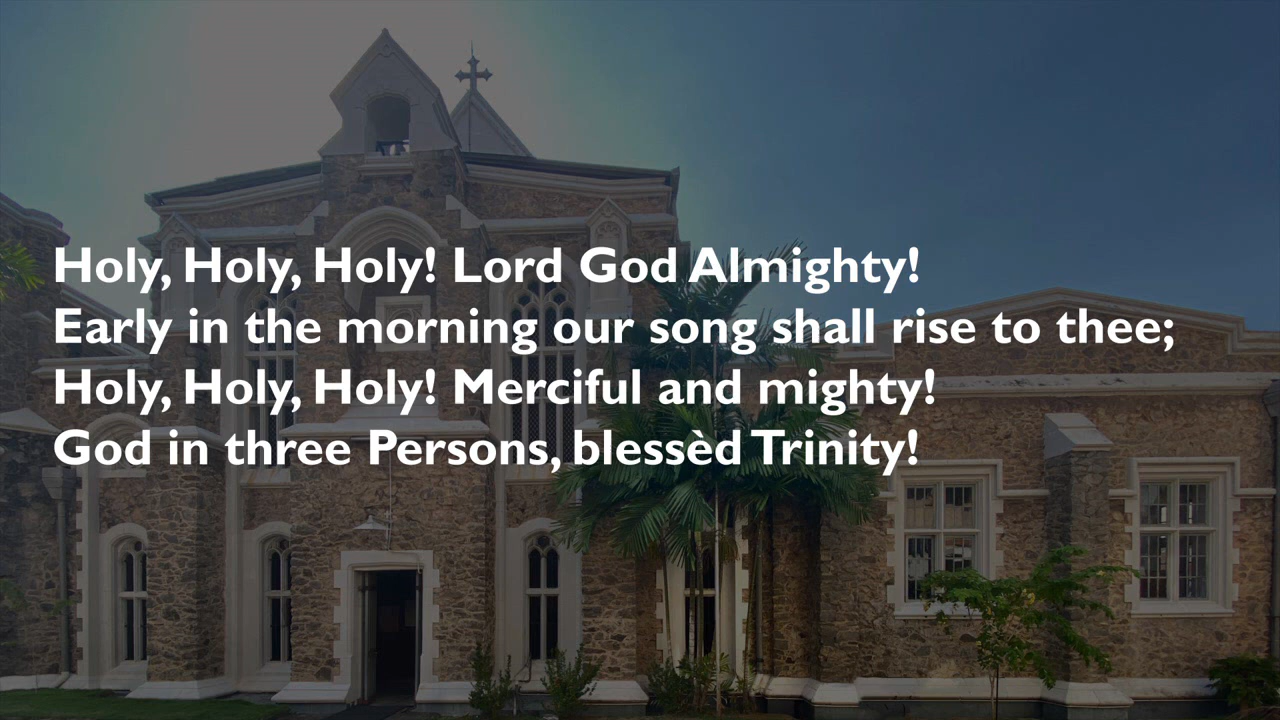 Holy, Holy, Holy! Lord God Almighty!
Early in the morning our song shall rise to thee;
Holy, Holy, Holy! Merciful and mighty!
God in three Persons, blessèd Trinity!